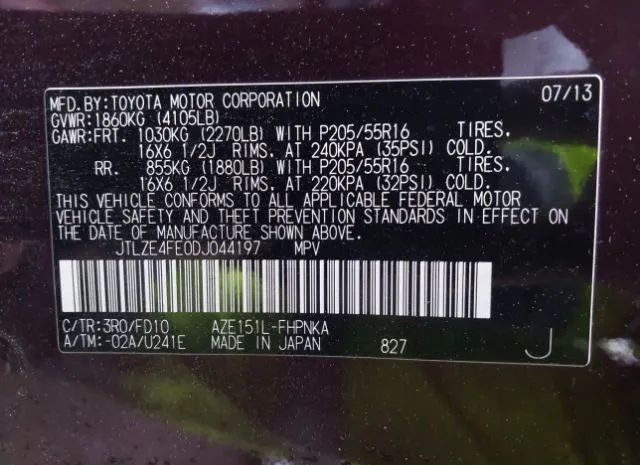 MFD.BY:TOYOTA MOTOR CORPORATION 07/13
GVWR:1860KG (4105LB)
GAWR:FRT. 1030KG (2270LB) WITH P205/55R16 TIRES.
16X6 1/2J RIMS. AT 240KPA (35PSI) COLD.
RR. 855KG (1880LB) WITH P205/55R16 TIRES.
16X6 1/2J RIMS. AT 220KPA (32PSI) COLD.
THIS VEHICLE CONFORMS TO ALL APPLICABLE FEDERAL MOTOR
VEHICLE SAFETY AND THEFT PREVENTION STANDARDS IN EFFECT ON
THE DATE OF MANUFACTURE SHOWN ABOVE.
JTLZE4FE0DJ044197 MPV
C/TR:3R0/FD10 AZE151L-FHPNKA
A/TM:-02A/U241E MADE IN JAPAN 827 J